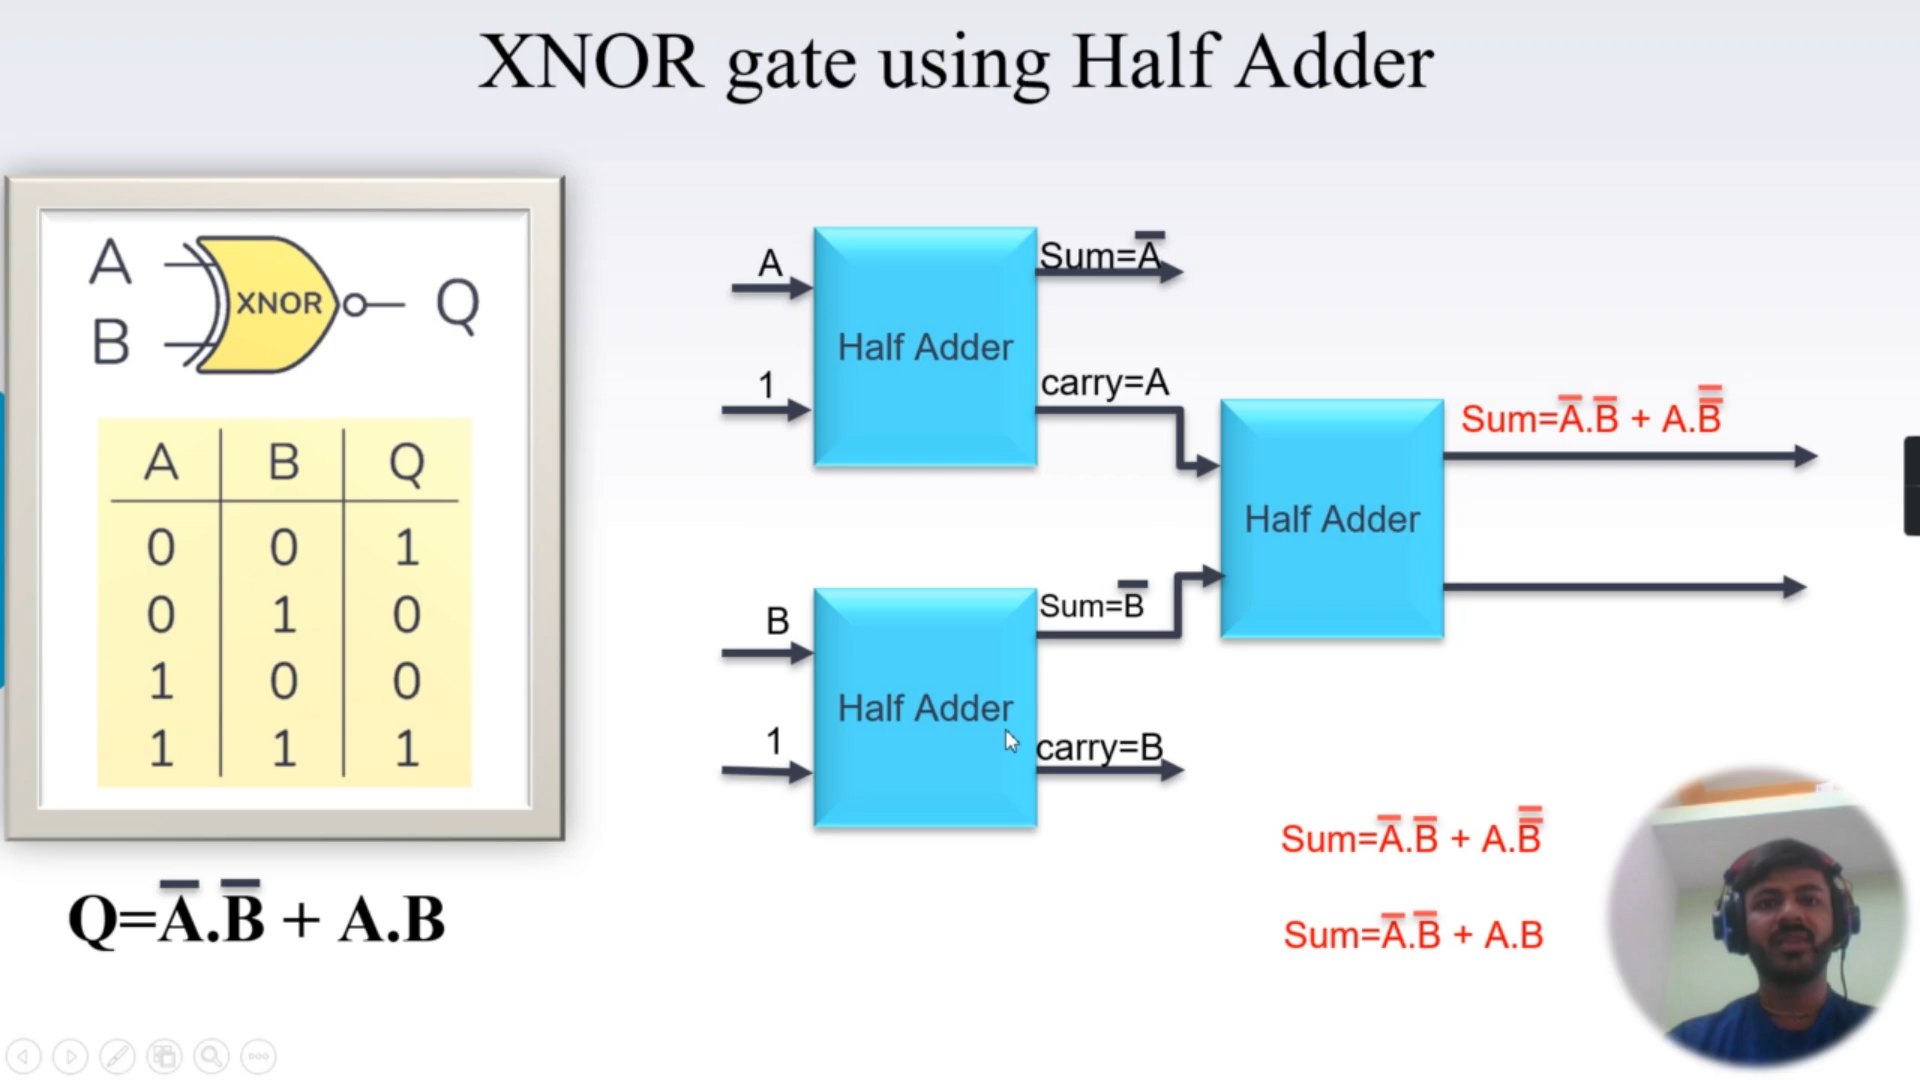 XNOR gate using Half Adder
A
B
XNOR
Q
A B Q
0 0 1
0 1 0
1 0 0
1 1 1
Q=A̅.B̅ + A.B
A
1
Half Adder
Sum=A̅
carry=A
B
1
Half Adder
Sum=B̅
carry=B
Half Adder
Sum=A̅.B̅ + A.B̿
Sum=A̅.B̅ + A.B̿
Sum=A̅.B̅ + A.B